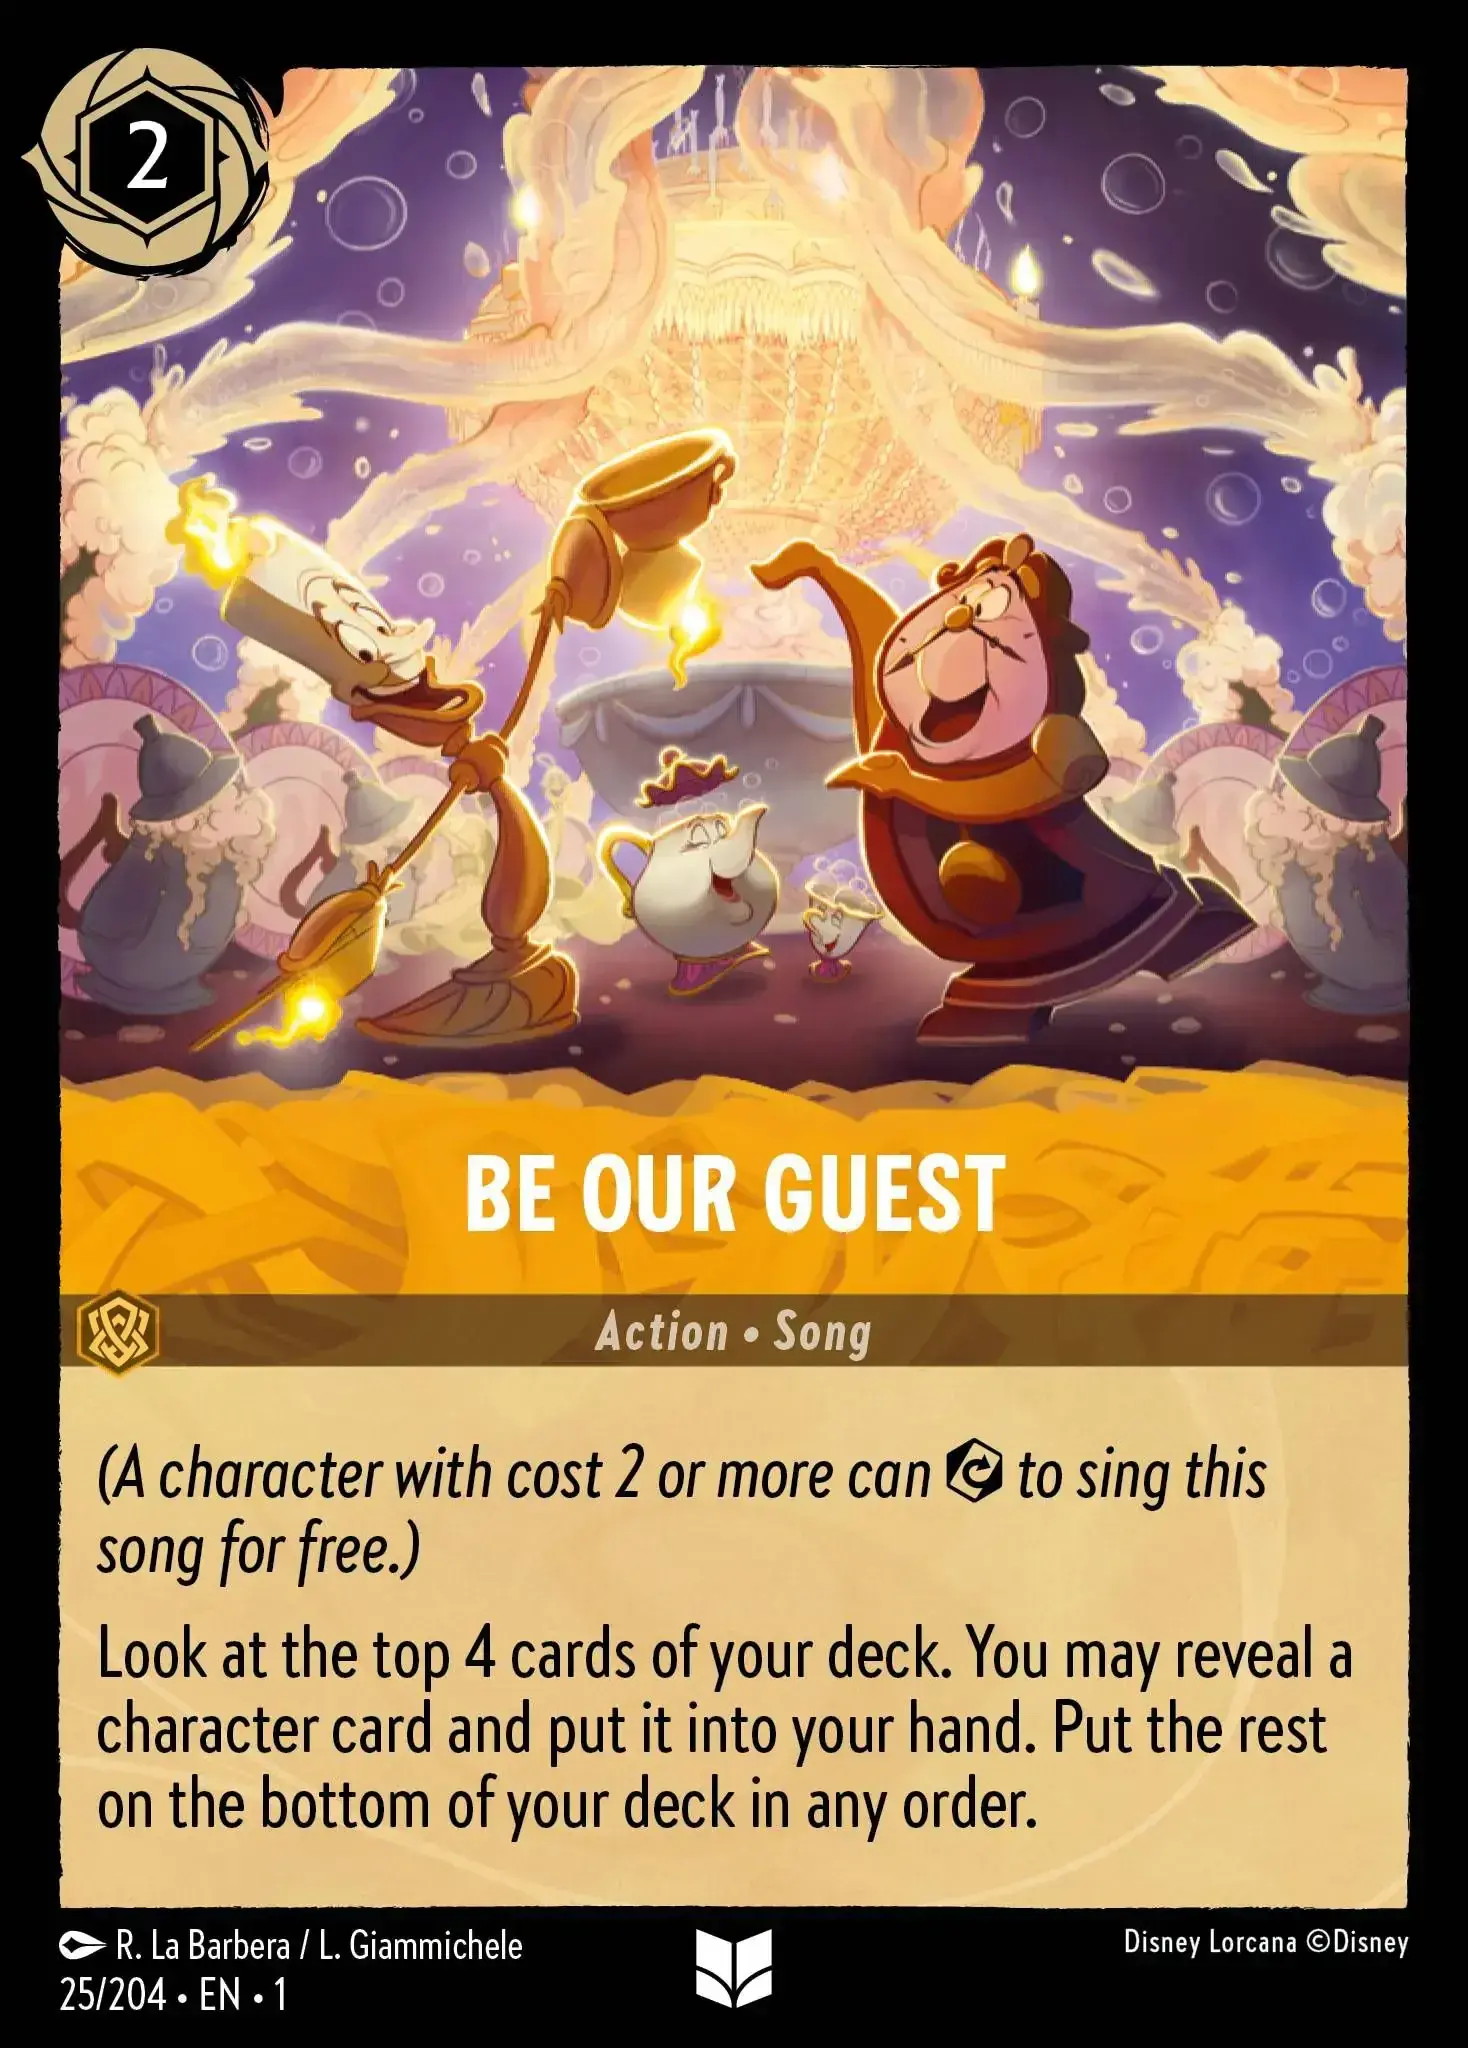 2
BE OUR GUEST
Action • Song
(A character with cost 2 or more can to sing this
song for free.)
Look at the top 4 cards of your deck. You may reveal a
character card and put it into your hand. Put the rest
on the bottom of your deck in any order.
R. La Barbera / L. Giammichele
Disney Lorcana ©Disney
25/204 • EN • 1